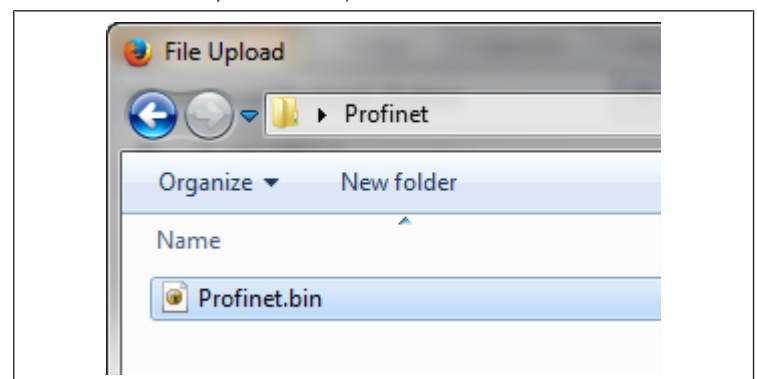 File Upload
Profinet
Organize New folder
Name
Profinet.bin